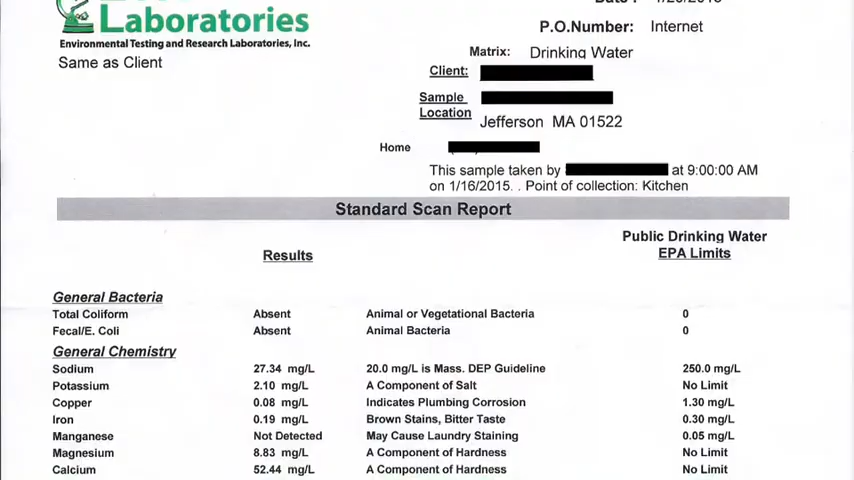 Laboratories
Environmental Testing and Research Laboratories, Inc.
Same as Client
P.O.Number: Internet
Matrix: Drinking Water
Client:
Sample
Location
Jefferson MA 01522
Home
This sample taken by at 9:00:00 AM
on 1/16/2015. . Point of collection: Kitchen
Standard Scan Report
Results
Public Drinking Water
EPA Limits
General Bacteria
Total Coliform Absent Animal or Vegetational Bacteria 0
Fecal/E. Coli Absent Animal Bacteria 0
General Chemistry
Sodium 27.34 mg/L 20.0 mg/L is Mass. DEP Guideline 250.0 mg/L
Potassium 2.10 mg/L A Component of Salt No Limit
Copper 0.08 mg/L Indicates Plumbing Corrosion 1.30 mg/L
Iron 0.19 mg/L Brown Stains, Bitter Taste 0.30 mg/L
Manganese Not Detected May Cause Laundry Staining 0.05 mg/L
Magnesium 8.83 mg/L A Component of Hardness No Limit
Calcium 52.44 mg/L A Component of Hardness No Limit